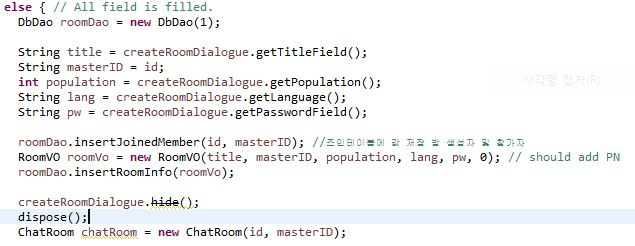 else { // All field is filled.
DbDao roomDao = new DbDao(1);
String title = createRoomDialogue.getTitleField();
String masterID = id;
int population = createRoomDialogue.getPopulation();
String lang = createRoomDialogue.getLanguage();
String pw = createRoomDialogue.getPasswordField();
사각형 캡처(R)
roomDao.insertJoinedMember(id, masterID); //조인테이블에 값 저장 방 생성자 및 참가자
RoomVO roomVo = new RoomVO(title, masterID, population, lang, pw, 0); // should add PN
roomDao.insertRoomInfo(roomVo);
createRoomDialogue.hide();
dispose();
ChatRoom chatRoom = new ChatRoom(id, masterID);